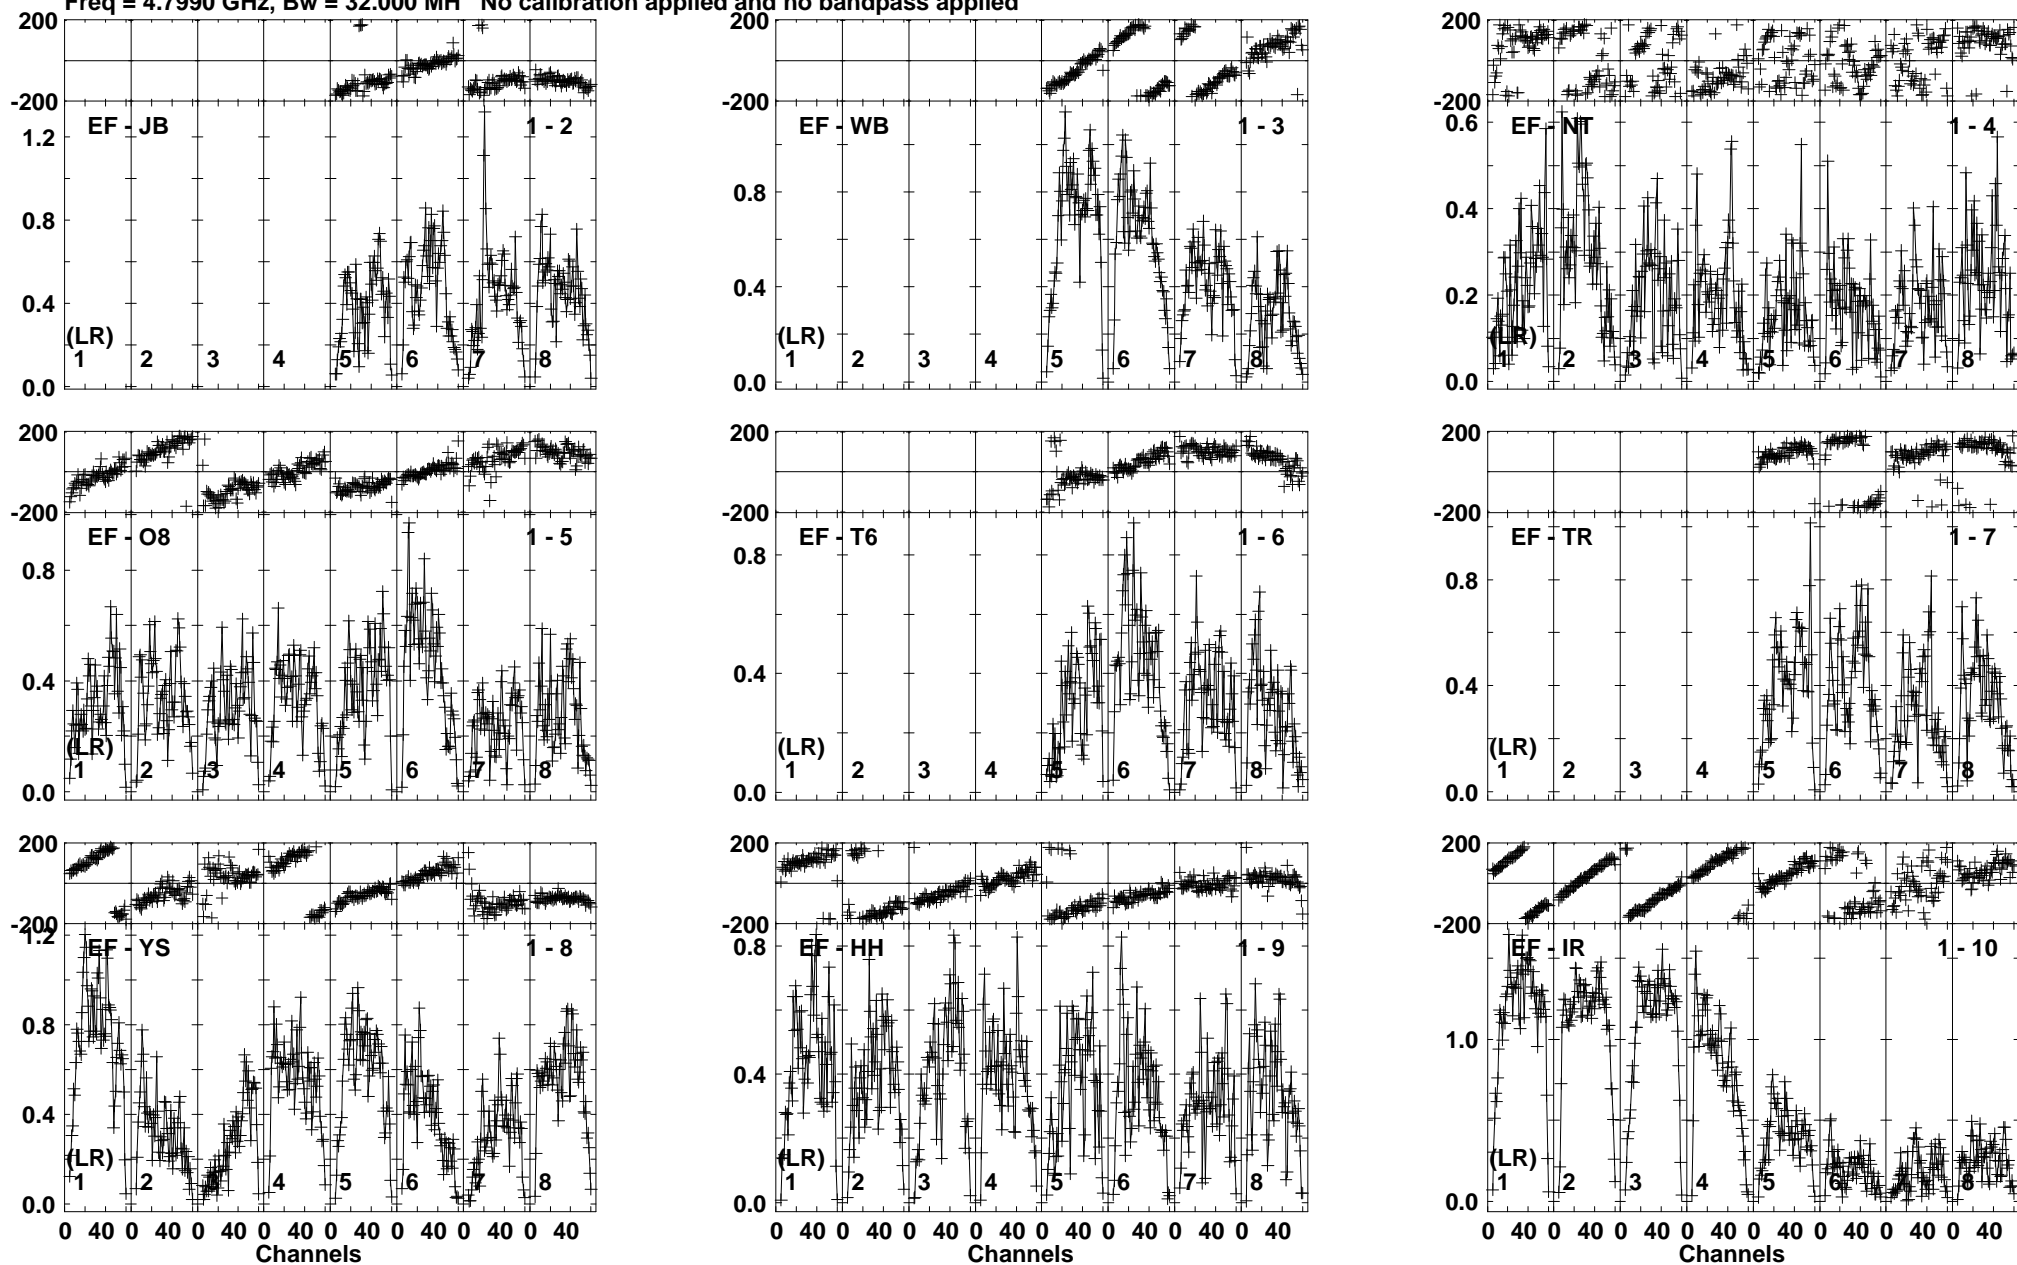 Freq = 4.7990 GHz, Bw = 32.000 MH No calibration applied and no bandpass applied
200 200 200
-200 -200 -200
EF - JB 1 - 2 EF - WB 1 - 3 EF - NT 1 - 4
1.2 0.6
0.8 0.8 0.4
0.4 0.4 0.2
(LR) (LR) (LR)
1 2 3 4 5 6 7 8 1 2 3 4 5 6 7 8 1 2 3 4 5 6 7 8
0.0 0.0 0.0
200 200 200
-200 -200 -200
EF - O8 1 - 5 EF - T6 1 - 6 EF - TR 1 - 7
0.8 0.8 0.8
0.4 0.4 0.4
(LR) (LR) (LR)
1 2 3 4 5 6 7 8 1 2 3 4 5 6 7 8 1 2 3 4 5 6 7 8
0.0 0.0 0.0
200 200 200
-200 -200 -200
1.2 EF - YS 1 - 8 0.8 EF - HH 1 - 9 EF - IR 1 - 10
0.8 0.4 1.0
0.4
(LR) (LR) (LR)
1 2 4 5 6 7 8 1 2 3 4 5 6 7 8 1 2 3 4 5 6 7 8
0.0 0.0 0.0
0 40 0 40 0 40 0 40 0 40 0 40 0 40 0 40 0 40 0 40 0 40 0 40 0 40 0 40 0 40 0 40 0 40 0 40 0 40 0 40 0 40 0 40 0 40 0 40
Channels Channels Channels